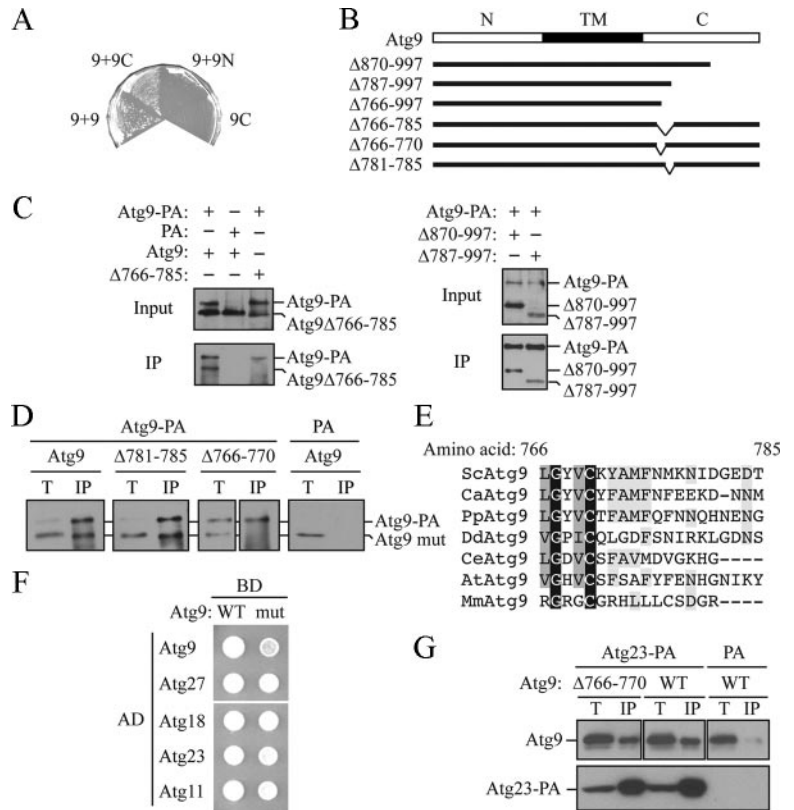 A
9+9C
9+9N
9+9
9C
B
N TM C
Atg9
Δ870-997
Δ787-997
Δ766-997
Δ766-785
Δ766-770
Δ781-785
C
Atg9-PA: + − +
PA: − + −
Atg9: + + −
Δ766-785: − − +
Input
Atg9-PA
Atg9Δ766-785
IP
Atg9-PA
Atg9Δ766-785
Atg9-PA: + +
Δ870-997: + −
Δ787-997: − +
Input
Atg9-PA
Δ870-997
Δ787-997
IP
Atg9-PA
Δ870-997
Δ787-997
D
Atg9-PA PA
Atg9 Δ781-785 Δ766-770 Atg9
T IP T IP T IP T IP
Atg9-PA
Atg9 mut
E
Amino acid: 766 785
ScAtg9 LGYVCKYAMFNMKNIDGEDT
CaAtg9 LGYVCKYAMFNFEEKD-NNM
PpAtg9 LGYVCTFAMFQFNNQHNENG
DdAtg9 VGPICQLGDFSNIRKLGDNS
CeAtg9 LGDVCSFAVMDVGKHG----
AtAtg9 VGHVCSFSAFYFENHGNIKY
MmAtg9 RGRGCGRHLLLCSDGR----
F
BD
Atg9: WT mut
AD
Atg9
Atg27
Atg18
Atg23
Atg11
G
Atg23-PA PA
Atg9: Δ766-770 WT WT
T IP T IP T IP
Atg9
Atg23-PA